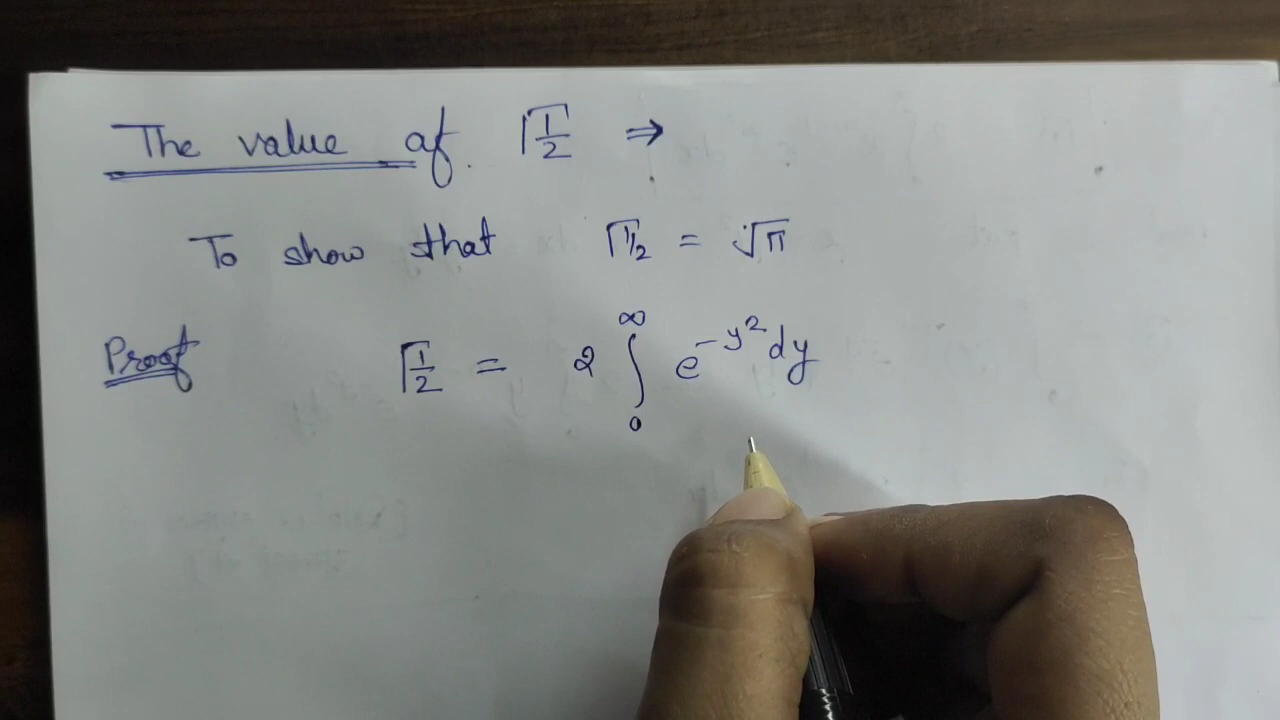 The value of Γ1/2 ⇒
To show that Γ1/2 = √π
Proof Γ1/2 = 2 ∫₀^∞ e^{-y²} dy